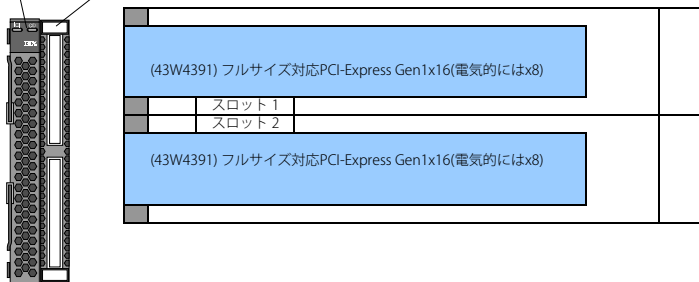 IBM
(43W4391) フルサイズ対応PCI-Express Gen1x16(電気的にはx8)
スロット 1
スロット 2
(43W4391) フルサイズ対応PCI-Express Gen1x16(電気的にはx8)